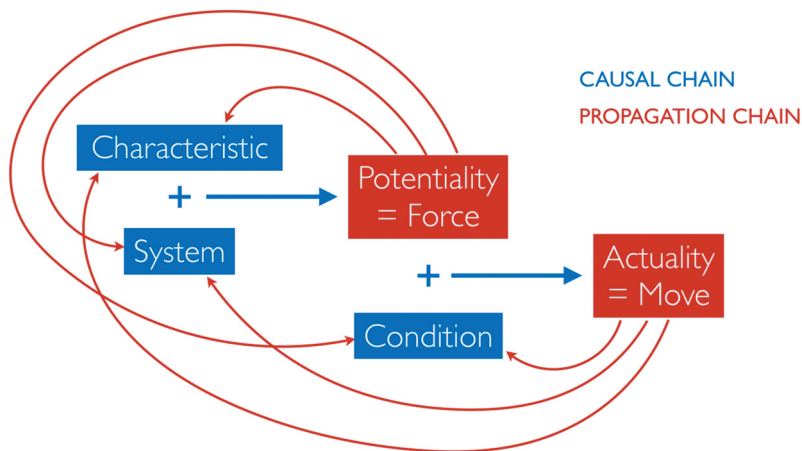 CAUSAL CHAIN
PROPAGATION CHAIN
Characteristic
+
Potentiality
= Force
System
+
Actuality
= Move
Condition